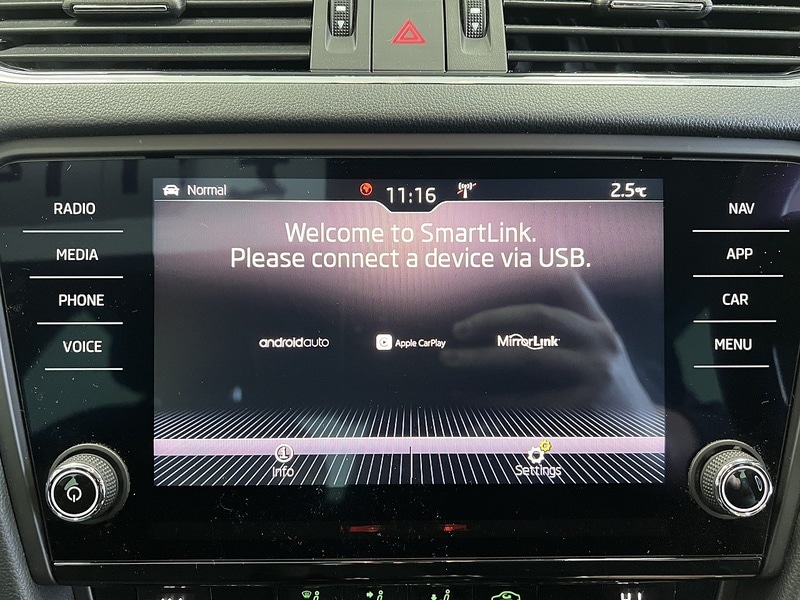 Normal 11:16 2.5°C
Welcome to SmartLink.
Please connect a device via USB.
androidauto Apple CarPlay MirrorLink
Info Settings
RADIO
MEDIA
PHONE
VOICE
NAV
APP
CAR
MENU